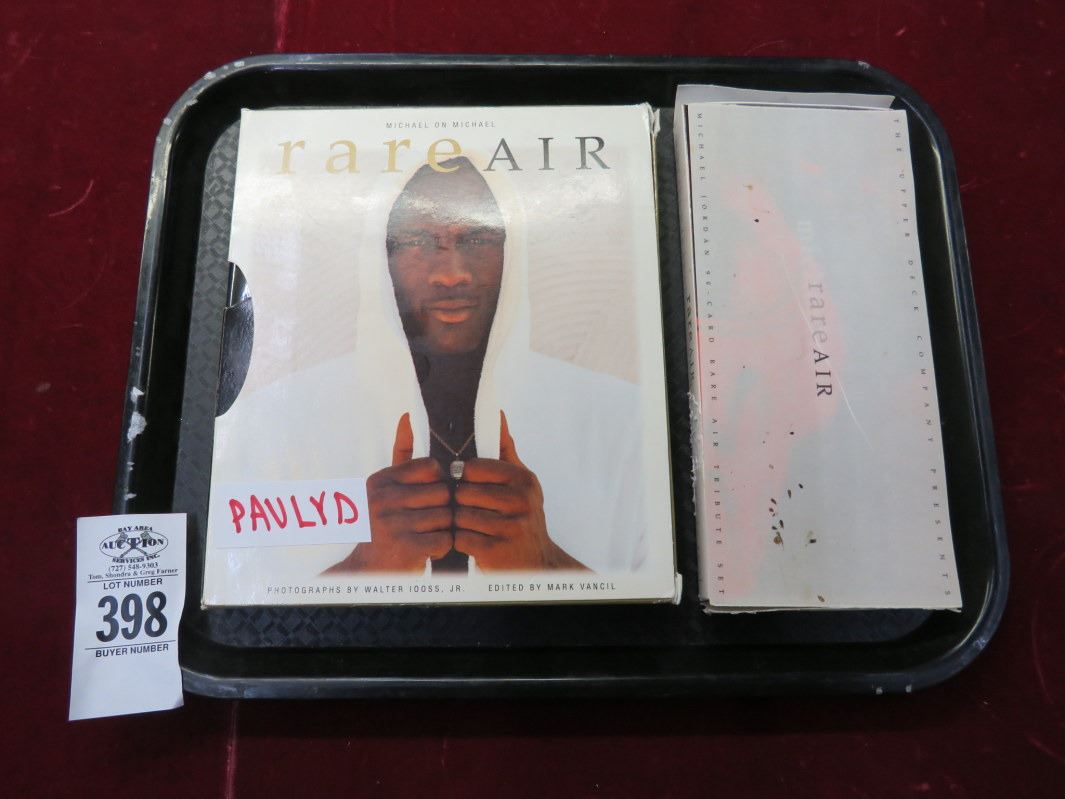 MICHAEL ON MICHAEL
rare AIR
PAULYD
PHOTOGRAPHS BY WALTER IOOSS, JR. EDITED BY MARK VANCIL
THE UPPER DECK COMPANY PRESENTS
rare AIR
MICHAEL JORDAN 90-CARD RARE AIR TRIBUTE SET
BAY AREA
AUCTION
SERVICES INC.
(727) 548-9303
Tom, Shondra & Greg Farner
LOT NUMBER
398
BUYER NUMBER